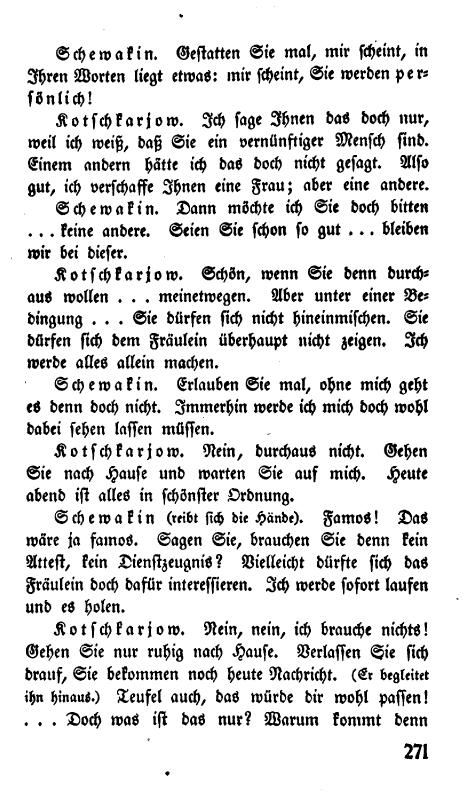 Schewakin. Gestatten Sie mal, mir scheint, in
Ihren Worten liegt etwas: mir scheint, Sie werden per-
sönlich!
Kotschkarjow. Ich sage Ihnen das doch nur,
weil ich weiß, daß Sie ein vernünftiger Mensch sind.
Einem andern hätte ich das doch nicht gesagt. Also
gut, ich verschaffe Ihnen eine Frau; aber eine andere.
Schewakin. Dann möchte ich Sie doch bitten
... keine andere. Seien Sie schon so gut ... bleiben
wir bei dieser.
Kotschkarjow. Schön, wenn Sie denn durch-
aus wollen ... meinetwegen. Aber unter einer Be-
dingung ... Sie dürfen sich nicht hineinmischen. Sie
dürfen sich dem Fräulein überhaupt nicht zeigen. Ich
werde alles allein machen.
Schewakin. Erlauben Sie mal, ohne mich geht
es denn doch nicht. Immerhin werde ich mich doch wohl
dabei sehen lassen müssen.
Kotschkarjow. Nein, durchaus nicht. Gehen
Sie nach Hause und warten Sie auf mich. Heute
abend ist alles in schönster Ordnung.
Schewakin (reibt sich die Hände). Famos! Das
wäre ja famos. Sagen Sie, brauchen Sie denn kein
Attest, kein Dienstzeugnis? Vielleicht dürfte sich das
Fräulein doch dafür interessieren. Ich werde sofort laufen
und es holen.
Kotschkarjow. Nein, nein, ich brauche nichts!
Gehen Sie nur ruhig nach Hause. Verlassen Sie sich
drauf, Sie bekommen noch heute Nachricht. (Er begleitet
ihn hinaus.) Teufel auch, das würde dir wohl passen!
... Doch was ist das nur? Warum kommt denn
271